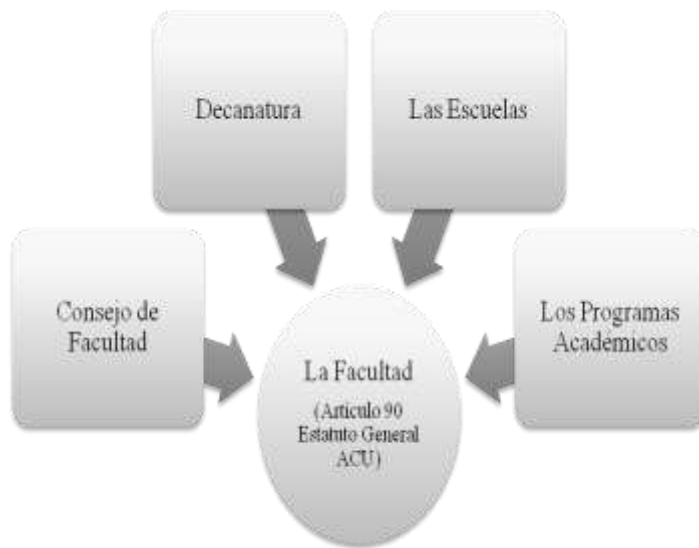 Decanatura
Las Escuelas
Consejo de
Facultad
La Facultad
(Artículo 90
Estatuto General
ACU)
Los Programas
Académicos